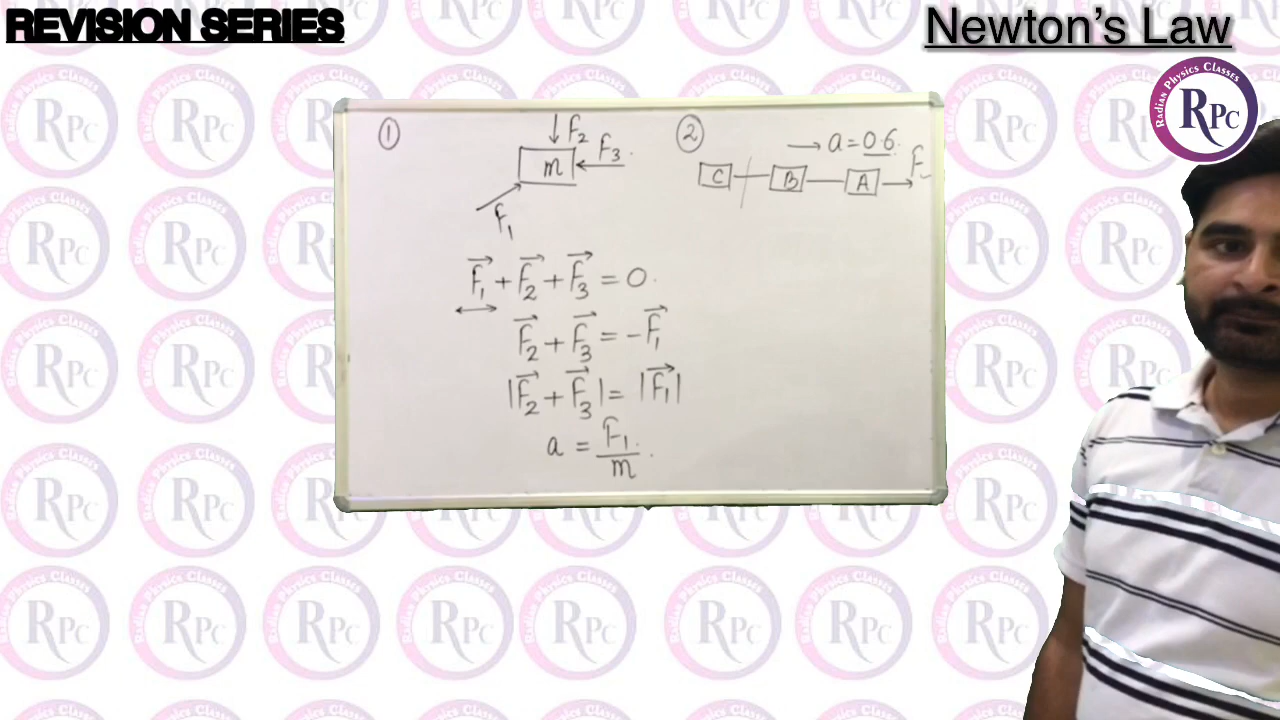 REVISION SERIES
Newton's Law
Radian Physics Classes
RPC
①
F₂
m
F₃.
F₁
②
→ a = 0.6.
C
B
A
F
F₁ + F₂ + F₃ = 0.
F₂ + F₃ = -F₁
|F₂ + F₃| = |F₁|
a = F₁/m.